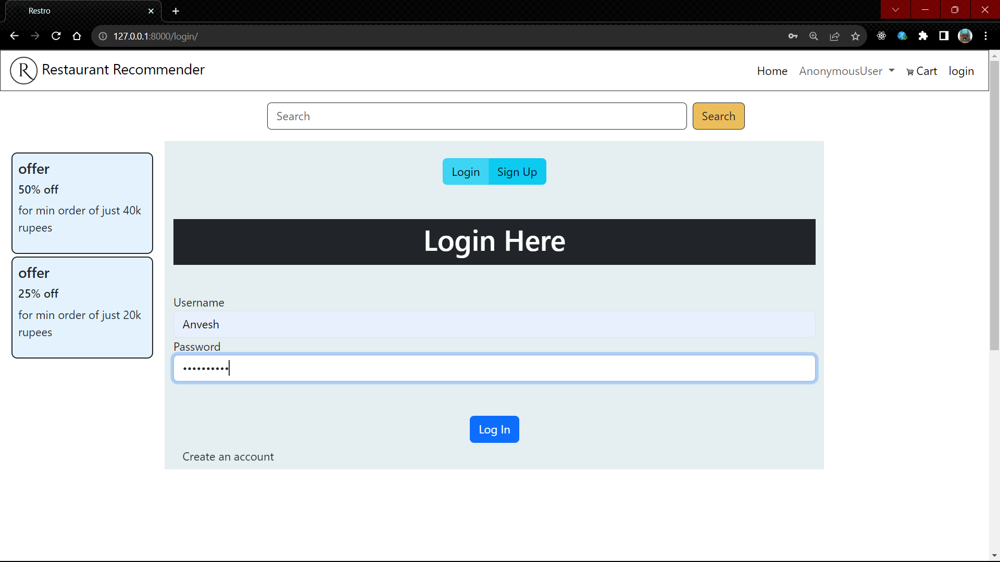 Restro
127.0.0.1:8000/login/
R Restaurant Recommender
Home AnonymousUser Cart login
Search Search
offer
50% off
for min order of just 40k
rupees
offer
25% off
for min order of just 20k
rupees
Login Sign Up
Login Here
Username
Anvesh
Password
••••••••••
Log In
Create an account